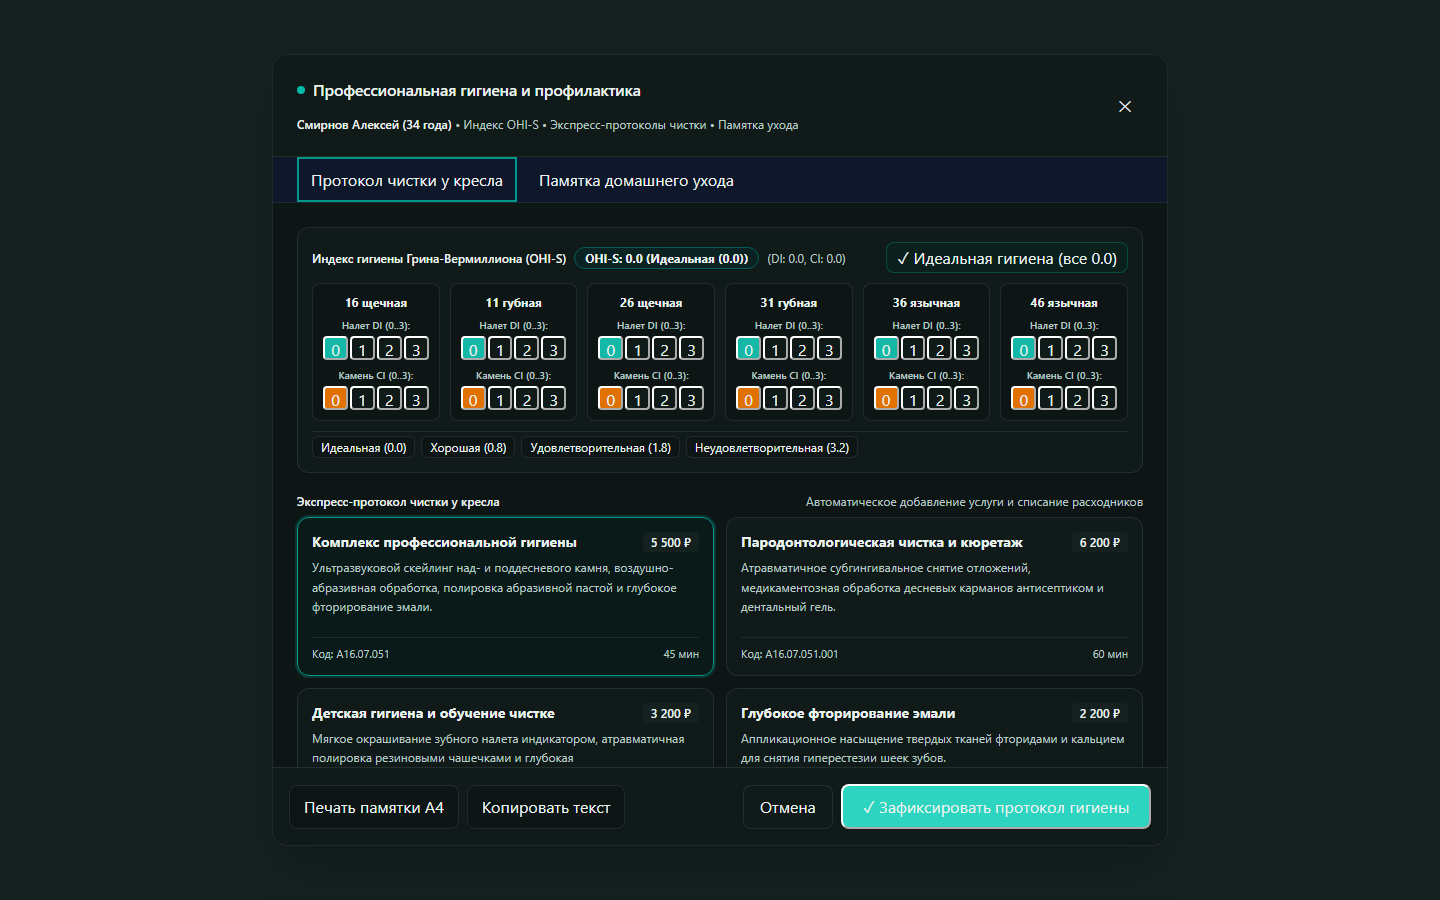 Профессиональная гигиена и профилактика
Смирнов Алексей (34 года) • Индекс OHI-S • Экспресс-протоколы чистки • Памятка ухода
Протокол чистки у кресла
Памятка домашнего ухода
Индекс гигиены Грина-Вермиллиона (OHI-S) OHI-S: 0.0 (Идеальная (0.0)) (DI: 0.0, CI: 0.0) ✓ Идеальная гигиена (все 0.0)
16 щечная 11 губная 26 щечная 31 губная 36 язычная 46 язычная
Налет DI (0..3): Налет DI (0..3): Налет DI (0..3): Налет DI (0..3): Налет DI (0..3): Налет DI (0..3):
0 1 2 3 0 1 2 3 0 1 2 3 0 1 2 3 0 1 2 3 0 1 2 3
Камень CI (0..3): Камень CI (0..3): Камень CI (0..3): Камень CI (0..3): Камень CI (0..3): Камень CI (0..3):
0 1 2 3 0 1 2 3 0 1 2 3 0 1 2 3 0 1 2 3 0 1 2 3
Идеальная (0.0) Хорошая (0.8) Удовлетворительная (1.8) Неудовлетворительная (3.2)
Экспресс-протокол чистки у кресла
Автоматическое добавление услуги и списание расходников
Комплекс профессиональной гигиены 5 500 ₽
Ультразвуковой скейлинг над- и поддесневого камня, воздушно-
абразивная обработка, полировка абразивной пастой и глубокое
фторирование эмали.
Код: A16.07.051 45 мин
Пародонтологическая чистка и кюретаж 6 200 ₽
Атравматичное субгингивальное снятие отложений,
медикаментозная обработка десневых карманов антисептиком и
дентальный гель.
Код: A16.07.051.001 60 мин
Детская гигиена и обучение чистке 3 200 ₽
Мягкое окрашивание зубного налета индикатором, атравматичная
полировка резиновыми чашечками и глубокая
Глубокое фторирование эмали 2 200 ₽
Аппликационное насыщение твердых тканей фторидами и кальцием
для снятия гиперестезии шеек зубов.
Печать памятки А4
Копировать текст
Отмена
✓ Зафиксировать протокол гигиены